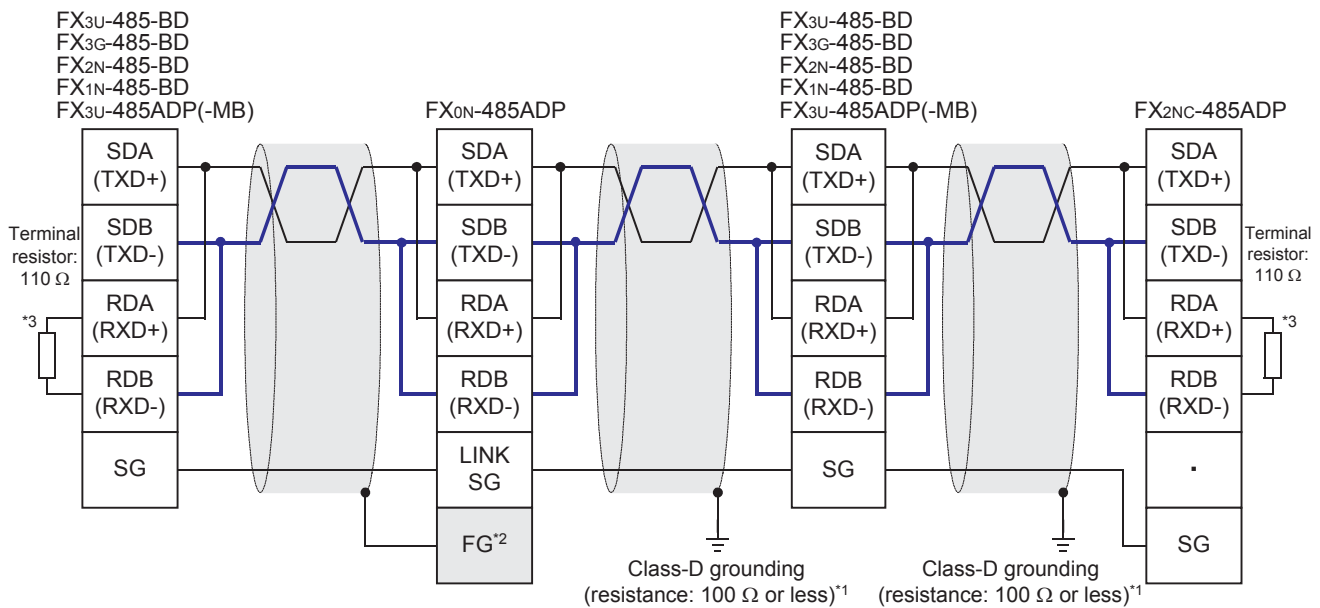 FX3U-485-BD
FX3G-485-BD
FX2N-485-BD
FX1N-485-BD
FX3U-485ADP(-MB)
FX0N-485ADP
FX3U-485-BD
FX3G-485-BD
FX2N-485-BD
FX1N-485-BD
FX3U-485ADP(-MB)
FX2NC-485ADP
Terminal
resistor:
110 Ω
*3
SDA
(TXD+)
SDB
(TXD-)
RDA
(RXD+)
RDB
(RXD-)
SG
SDA
(TXD+)
SDB
(TXD-)
RDA
(RXD+)
RDB
(RXD-)
LINK
SG
FG*2
SDA
(TXD+)
SDB
(TXD-)
RDA
(RXD+)
RDB
(RXD-)
SG
SDA
(TXD+)
SDB
(TXD-)
RDA
(RXD+)
RDB
(RXD-)
.
SG
Terminal
resistor:
110 Ω
*3
Class-D grounding
(resistance: 100 Ω or less)*1
Class-D grounding
(resistance: 100 Ω or less)*1